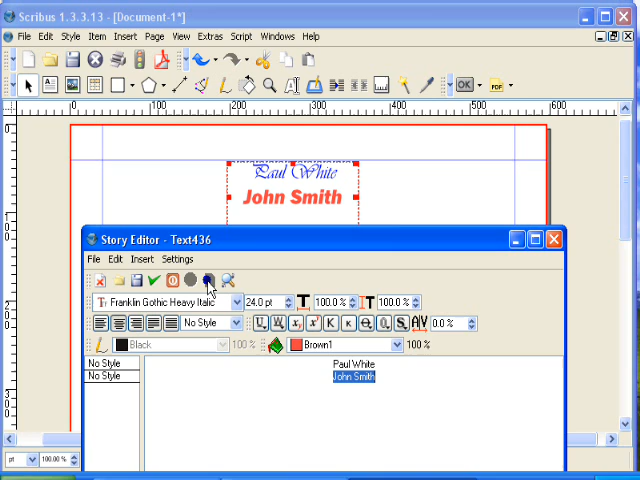 Scribus 1.3.3.13 - [Document-1*]
File Edit Style Item Insert Page View Extras Script Windows Help
OK PDF
0 100 200 300 400 500 600
Paul White
John Smith
Story Editor - Text436
File Edit Insert Settings
Franklin Gothic Heavy Italic 24.0 pt 100.0 % 100.0 %
No Style 0.0 %
Black 100 % Brown1 100 %
No Style Paul White
No Style John Smith
pt 100.00 %